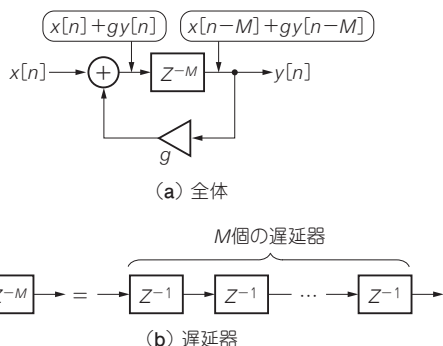 x[n]+gy[n] x[n−M]+gy[n−M]
x[n] + Z−M y[n]
g
(a) 全体
M個の遅延器
Z−M = Z−1 Z−1 … Z−1
(b) 遅延器